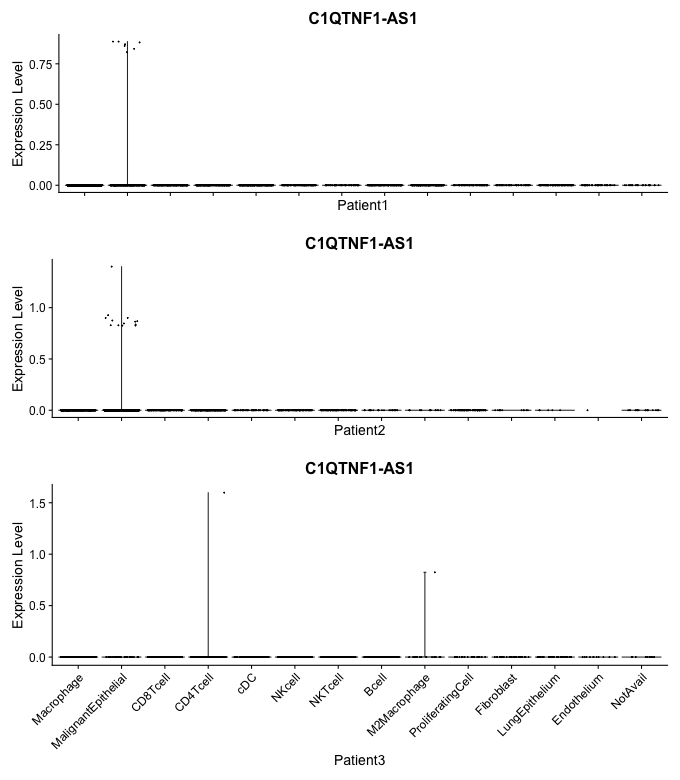 C1QTNF1-AS1
Expression Level
0.75
0.50
0.25
0.00
Patient1
C1QTNF1-AS1
Expression Level
1.0
0.5
0.0
Patient2
C1QTNF1-AS1
Expression Level
1.5
1.0
0.5
0.0
Macrophage
MalignantEpithelial
CD8Tcell
CD4Tcell
cDC
NKcell
NKTcell
Bcell
M2Macrophage
ProliferatingCell
Fibroblast
LungEpithelium
Endothelium
NotAvail
Patient3